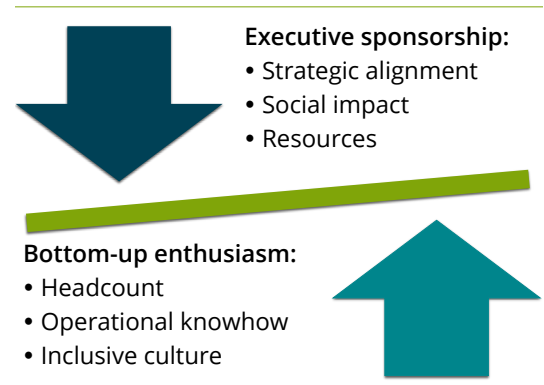 Executive sponsorship:
• Strategic alignment
• Social impact
• Resources
Bottom-up enthusiasm:
• Headcount
• Operational knowhow
• Inclusive culture